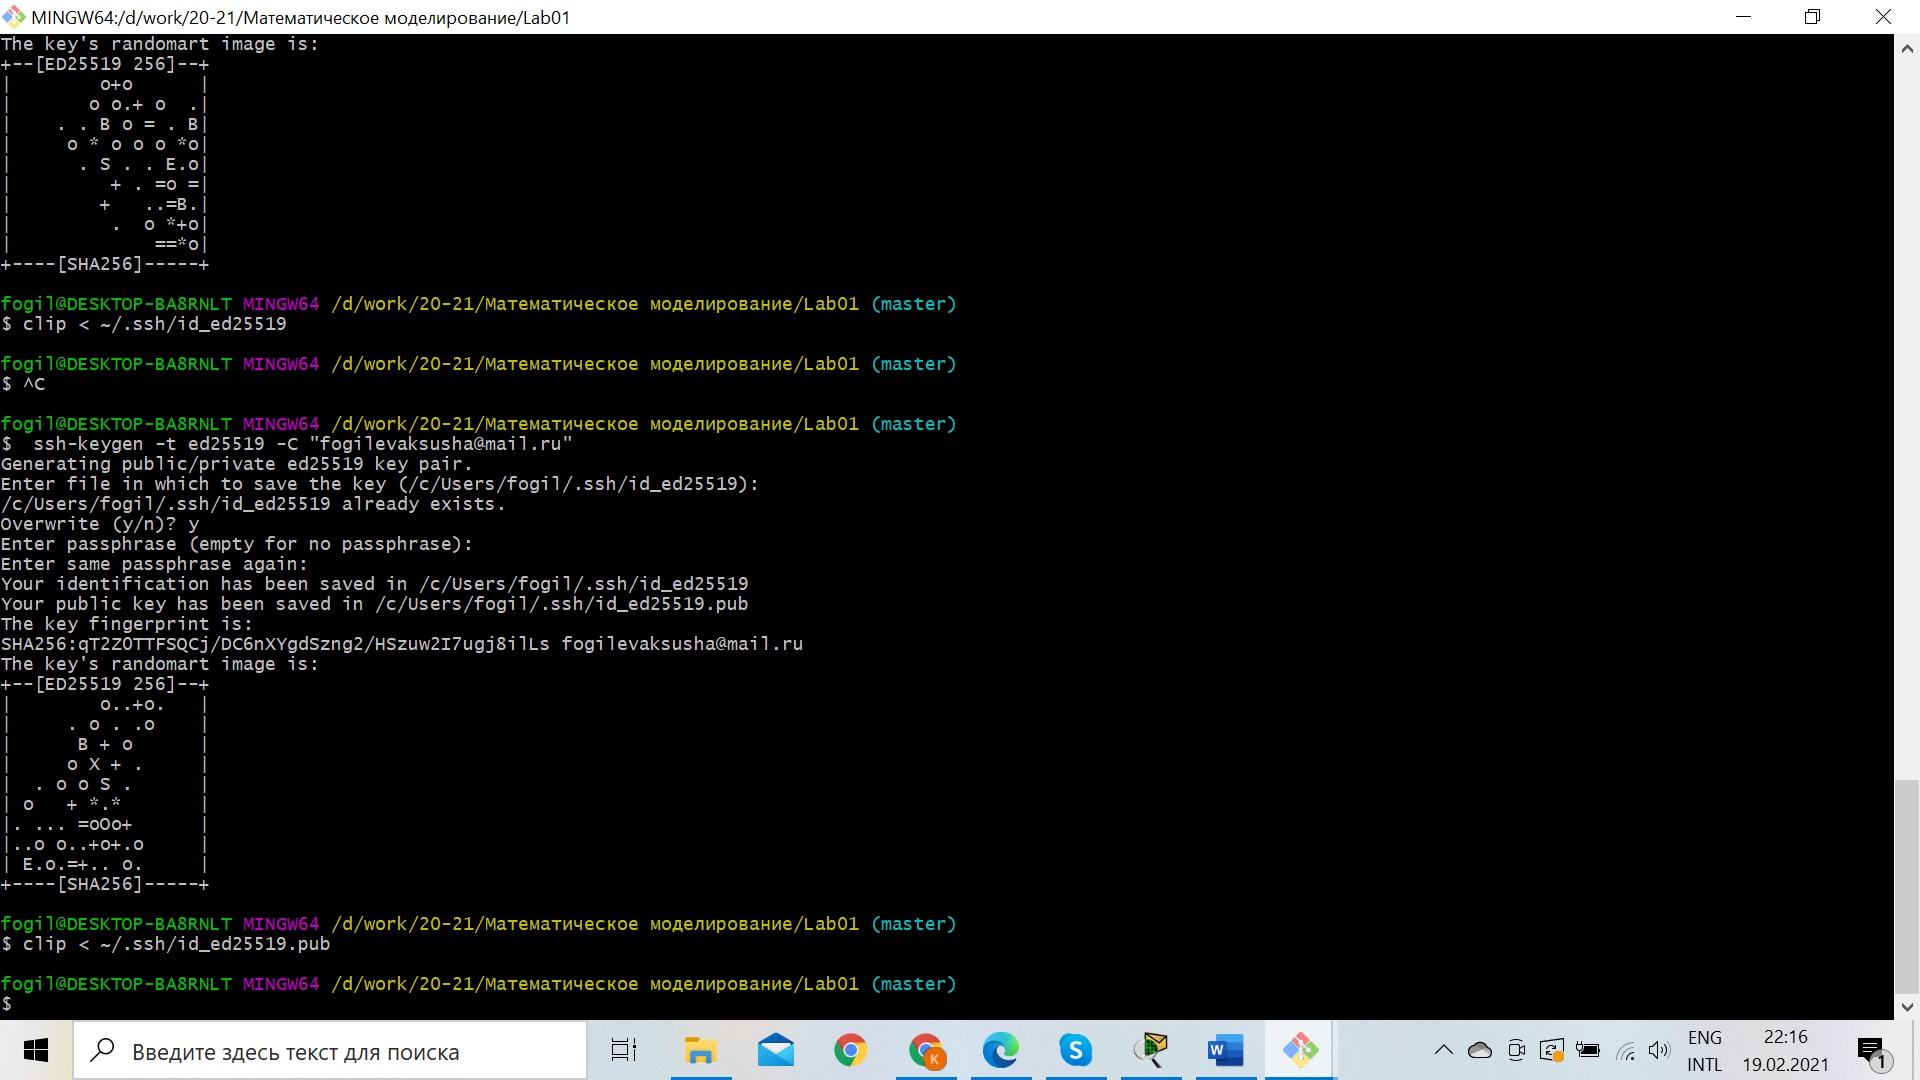 MINGW64:/d/work/20-21/Математическое моделирование/Lab01
The key's randomart image is:
+--[ED25519 256]--+
|        o+o      |
|       o o.+ o  .|
|    . . B o = . B|
|     o * o o o *o|
|      . S . . E.o|
|         + . =o =|
|        +   ..=B.|
|         .  o *+o|
|             ==*o|
+----[SHA256]-----+
fogil@DESKTOP-BA8RNLT MINGW64 /d/work/20-21/Математическое моделирование/Lab01 (master)
$ clip < ~/.ssh/id_ed25519
fogil@DESKTOP-BA8RNLT MINGW64 /d/work/20-21/Математическое моделирование/Lab01 (master)
$ ^C
fogil@DESKTOP-BA8RNLT MINGW64 /d/work/20-21/Математическое моделирование/Lab01 (master)
$  ssh-keygen -t ed25519 -C "fogilevaksusha@mail.ru"
Generating public/private ed25519 key pair.
Enter file in which to save the key (/c/Users/fogil/.ssh/id_ed25519):
/c/Users/fogil/.ssh/id_ed25519 already exists.
Overwrite (y/n)? y
Enter passphrase (empty for no passphrase):
Enter same passphrase again:
Your identification has been saved in /c/Users/fogil/.ssh/id_ed25519
Your public key has been saved in /c/Users/fogil/.ssh/id_ed25519.pub
The key fingerprint is:
SHA256:qT2Z0TTFSQCj/DC6nXYgdSzng2/HSzuw2I7ugj8ilLs fogilevaksusha@mail.ru
The key's randomart image is:
+--[ED25519 256]--+
|        o..+o.   |
|     . o . .o    |
|      B + o      |
|     o X + .     |
|  . o o S .      |
| o   + *.*       |
|. ... =oOo+      |
|..o o..+o+.o     |
| E.o.=+.. o.     |
+----[SHA256]-----+
fogil@DESKTOP-BA8RNLT MINGW64 /d/work/20-21/Математическое моделирование/Lab01 (master)
$ clip < ~/.ssh/id_ed25519.pub
fogil@DESKTOP-BA8RNLT MINGW64 /d/work/20-21/Математическое моделирование/Lab01 (master)
$
Введите здесь текст для поиска
K
S
W
ENG
INTL
22:16
19.02.2021
1